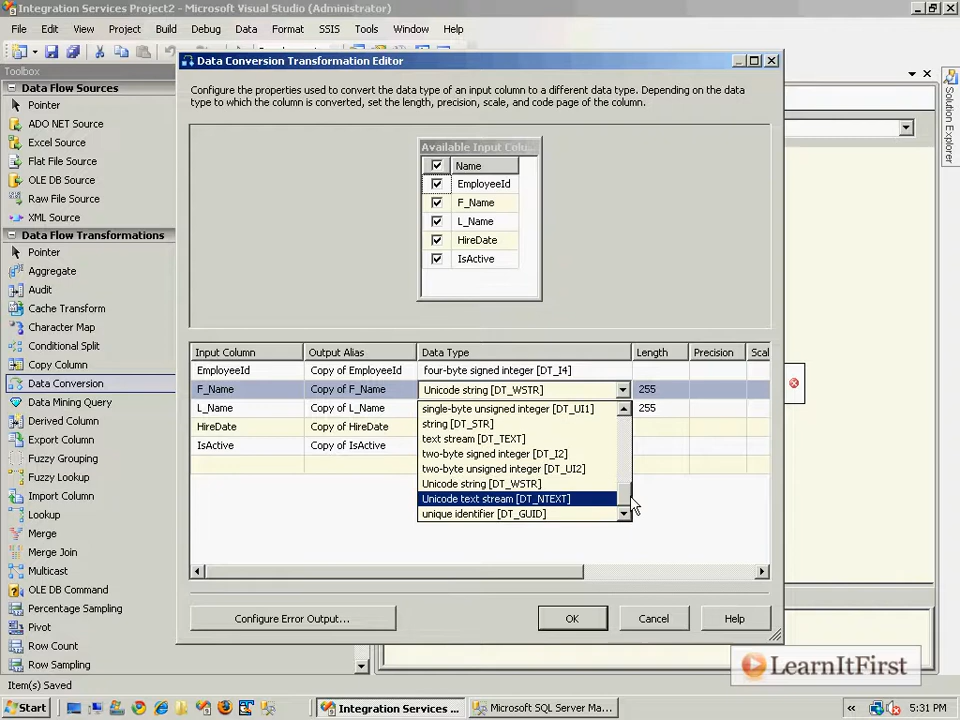 Integration Services Project2 - Microsoft Visual Studio (Administrator)
File Edit View Project Build Debug Data Format SSIS Tools Window Help
Toolbox
Data Flow Sources
Pointer
ADO NET Source
Excel Source
Flat File Source
OLE DB Source
Raw File Source
XML Source
Data Flow Transformations
Pointer
Aggregate
Audit
Cache Transform
Character Map
Conditional Split
Copy Column
Data Conversion
Data Mining Query
Derived Column
Export Column
Fuzzy Grouping
Fuzzy Lookup
Import Column
Lookup
Merge
Merge Join
Multicast
OLE DB Command
Percentage Sampling
Pivot
Row Count
Row Sampling
Data Conversion Transformation Editor
Configure the properties used to convert the data type of an input column to a different data type. Depending on the data
type to which the column is converted, set the length, precision, scale, and code page of the column.
Available Input Colu...
Name
EmployeeId
F_Name
L_Name
HireDate
IsActive
Input Column Output Alias Data Type Length Precision Scal
EmployeeId Copy of EmployeeId four-byte signed integer [DT_I4]
F_Name Copy of F_Name Unicode string [DT_WSTR] 255
L_Name Copy of L_Name 255
HireDate Copy of HireDate
IsActive Copy of IsActive
single-byte unsigned integer [DT_UI1]
string [DT_STR]
text stream [DT_TEXT]
two-byte signed integer [DT_I2]
two-byte unsigned integer [DT_UI2]
Unicode string [DT_WSTR]
Unicode text stream [DT_NTEXT]
unique identifier [DT_GUID]
Configure Error Output... OK Cancel Help
Solution Explorer
LearnItFirst
Item(s) Saved
Start Integration Services ... Microsoft SQL Server Ma... 5:31 PM